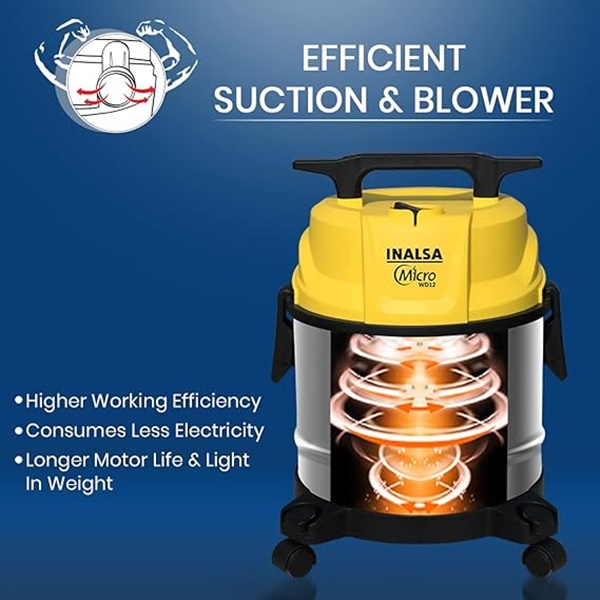 EFFICIENT
SUCTION & BLOWER
INALSA
Micro
WD12
•Higher Working Efficiency
•Consumes Less Electricity
•Longer Motor Life & Light
In Weight